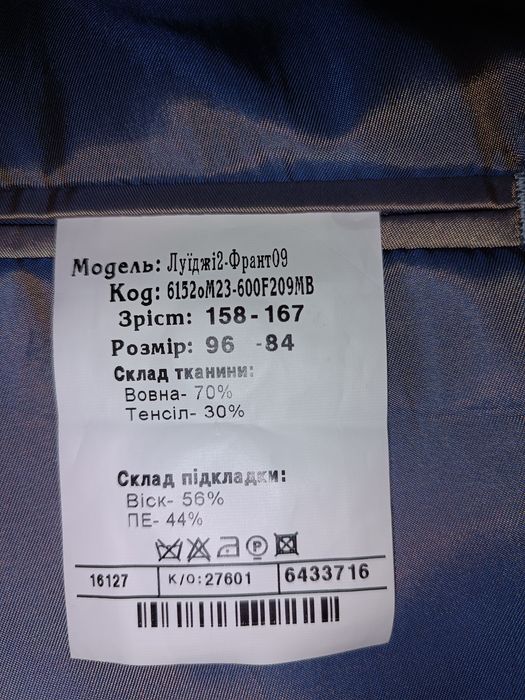 Модель: Луїджі2-Франт09
Код: 6152оМ23-600F209МВ
Зріст: 158-167
Розмір: 96 -84
Склад тканини:
Вовна- 70%
Тенсіл- 30%
Склад підкладки:
Віск- 56%
ПЕ- 44%
P
16127 К/О:27601 6433716